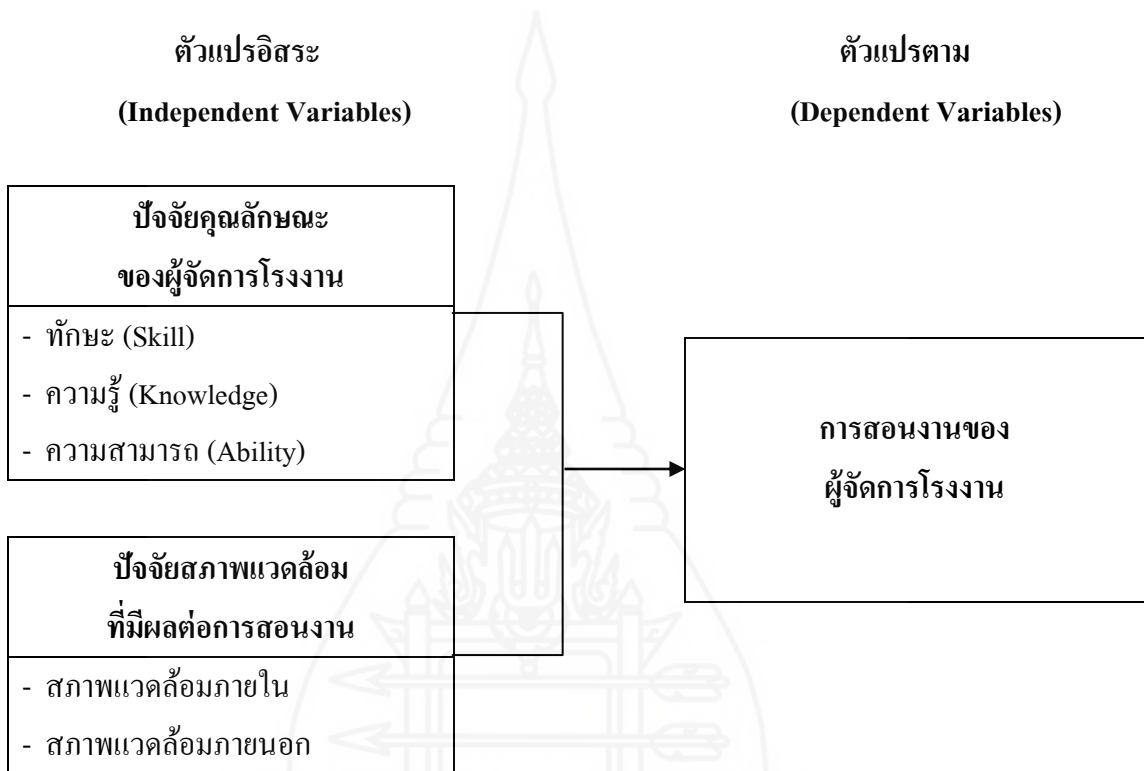 ตัวแปรอิสระ
(Independent Variables)
ตัวแปรตาม
(Dependent Variables)
ปัจจัยคุณลักษณะ
ของผู้จัดการโรงงาน
- ทักษะ (Skill)
- ความรู้ (Knowledge)
- ความสามารถ (Ability)
ปัจจัยสภาพแวดล้อม
ที่มีผลต่อการสอนงาน
- สภาพแวดล้อมภายใน
- สภาพแวดล้อมภายนอก
การสอนงานของ
ผู้จัดการโรงงาน